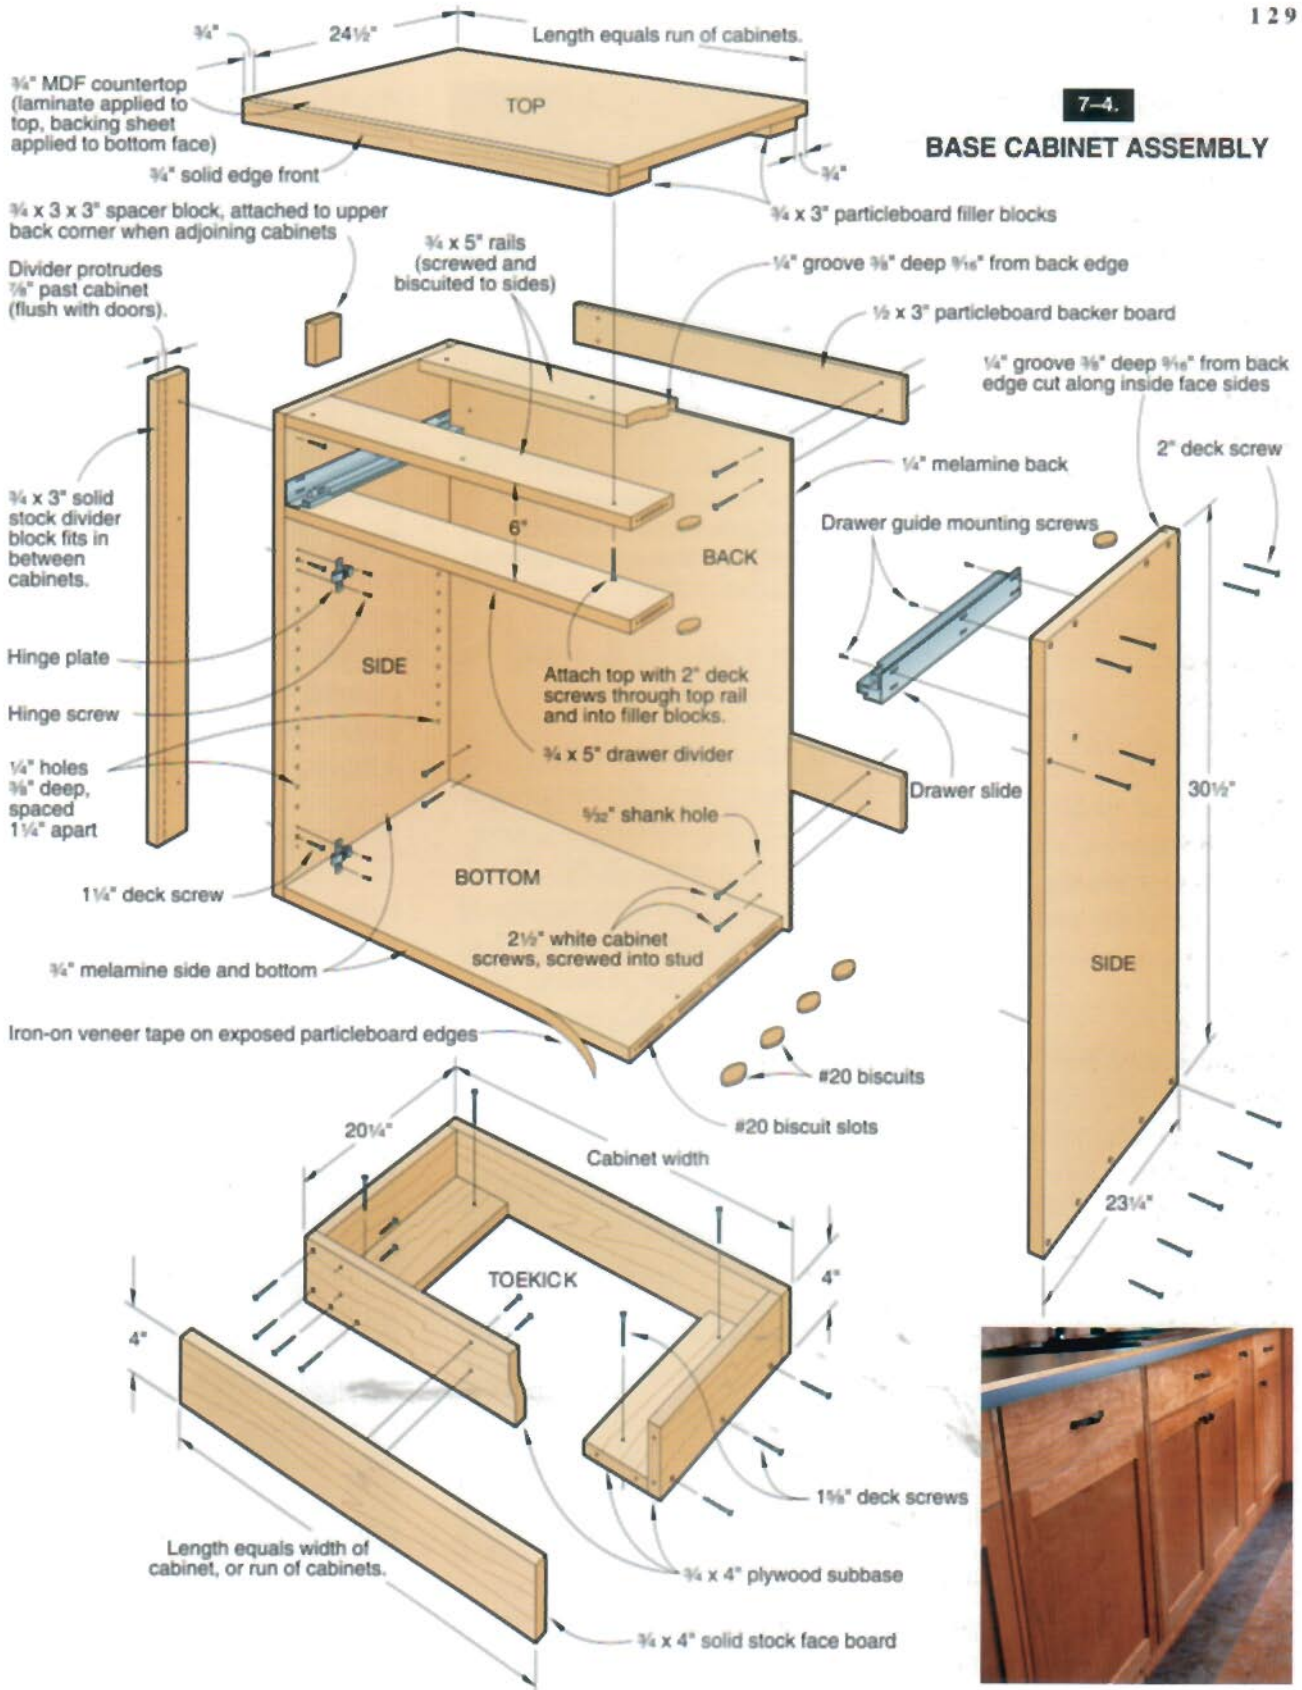 129
¾"
24½"
Length equals run of cabinets.
¾" MDF countertop
(laminate applied to
top, backing sheet
applied to bottom face)
TOP
7–4.
BASE CABINET ASSEMBLY
¾" solid edge front
¾"
¾ x 3" particleboard filler blocks
¾ x 3 x 3" spacer block, attached to upper
back corner when adjoining cabinets
¾ x 5" rails
(screwed and
biscuited to sides)
¼" groove ⅜" deep 9/16" from back edge
Divider protrudes
⅞" past cabinet
(flush with doors).
½ x 3" particleboard backer board
¼" groove ⅜" deep 9/16" from back
edge cut along inside face sides
2" deck screw
¼" melamine back
¾ x 3" solid
stock divider
block fits in
between
cabinets.
6"
Drawer guide mounting screws
BACK
Hinge plate
SIDE
Attach top with 2" deck
screws through top rail
and into filler blocks.
Hinge screw
¾ x 5" drawer divider
¼" holes
⅜" deep,
spaced
1¼" apart
Drawer slide
30½"
5/32" shank hole
BOTTOM
1¼" deck screw
2½" white cabinet
screws, screwed into stud
¾" melamine side and bottom
SIDE
Iron-on veneer tape on exposed particleboard edges
#20 biscuits
#20 biscuit slots
20¼"
Cabinet width
23¼"
TOEKICK
4"
4"
1⅝" deck screws
Length equals width of
cabinet, or run of cabinets.
¾ x 4" plywood subbase
¾ x 4" solid stock face board